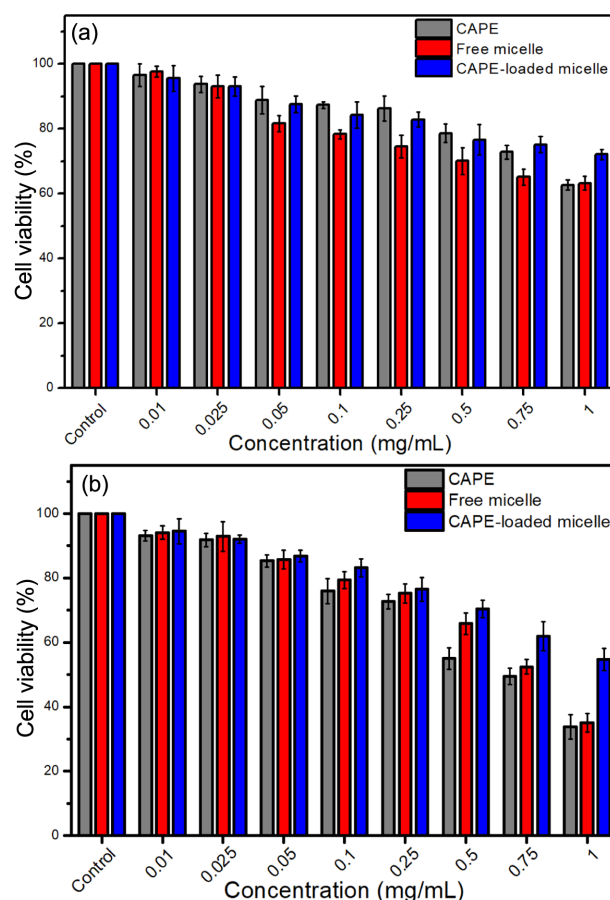 (a)
CAPE
Free micelle
CAPE-loaded micelle
100
80
60
40
20
0
Cell viability (%)
Control
0.01
0.025
0.05
0.1
0.25
0.5
0.75
1
Concentration (mg/mL)
(b)
CAPE
Free micelle
CAPE-loaded micelle
100
80
60
40
20
0
Cell viability (%)
Control
0.01
0.025
0.05
0.1
0.25
0.5
0.75
1
Concentration (mg/mL)